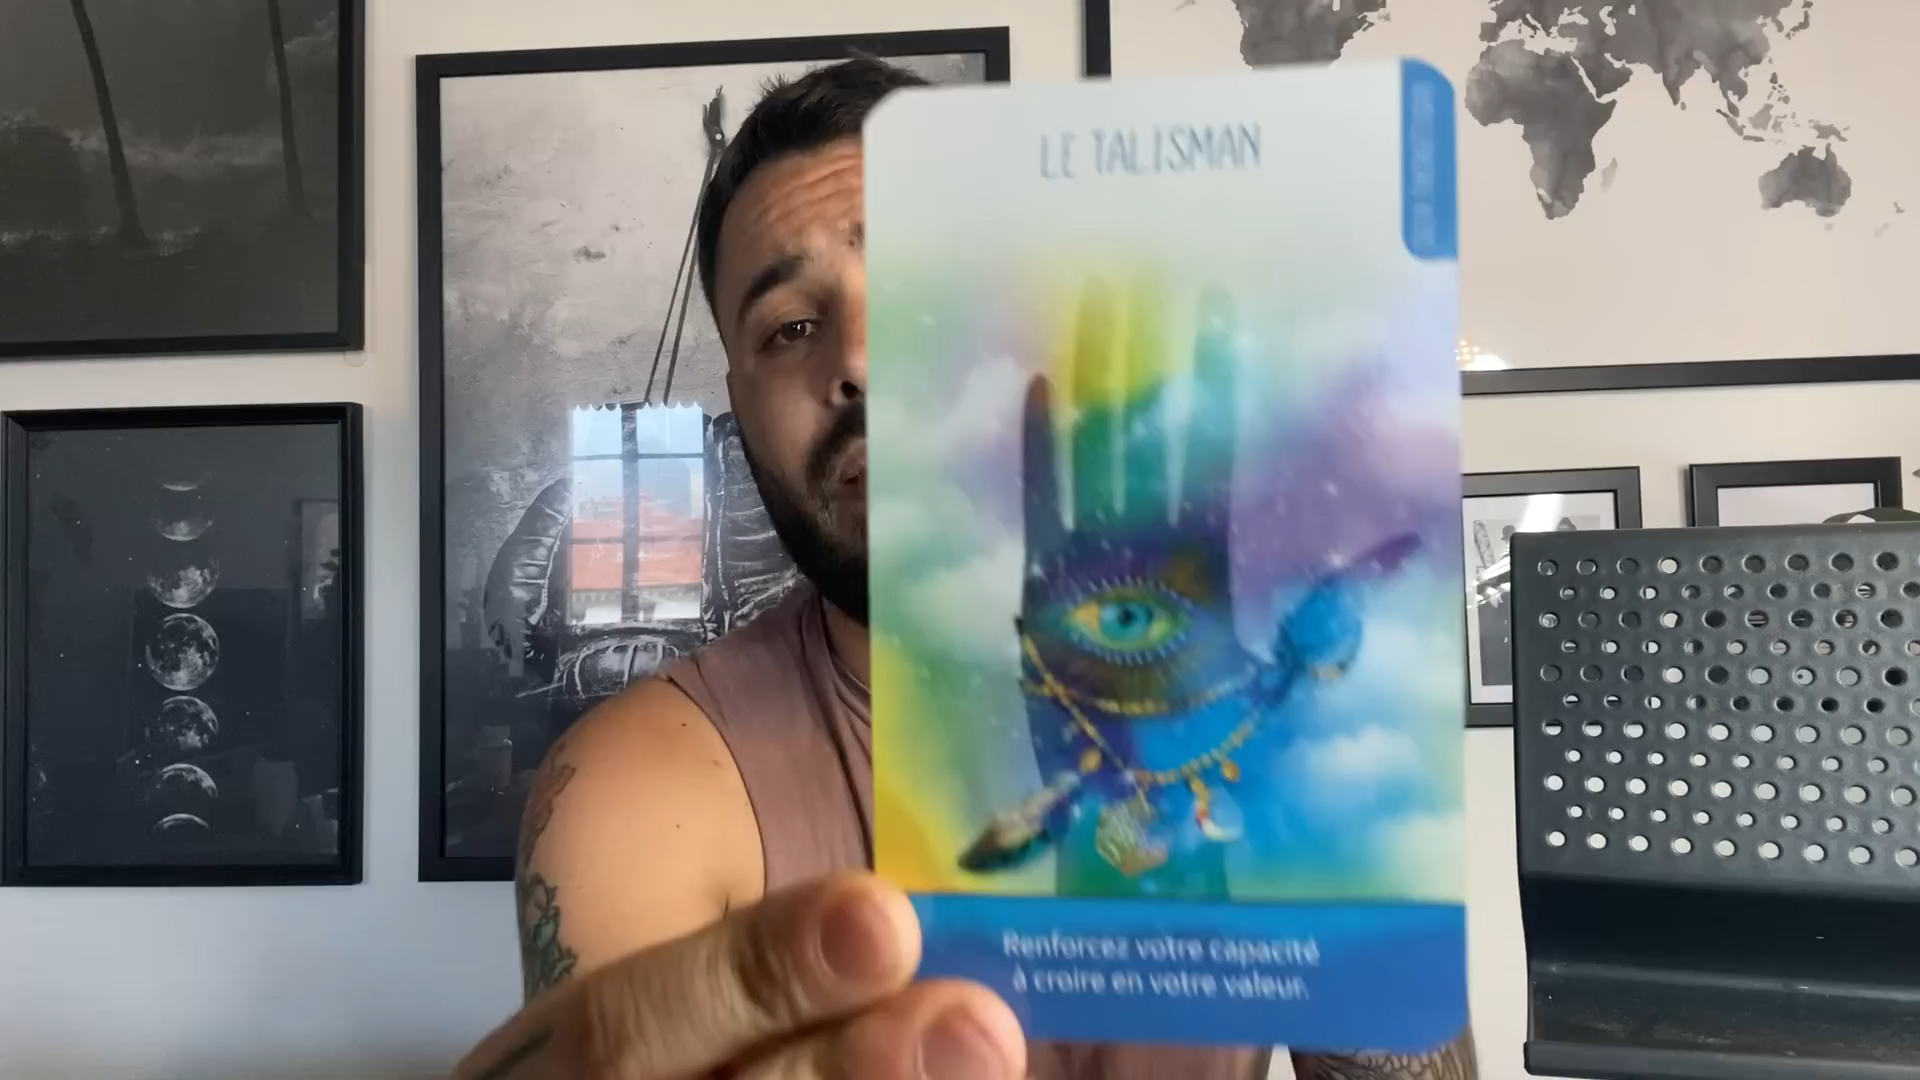 LE TALISMAN
Renforcez votre capacité
à croire en votre valeur.